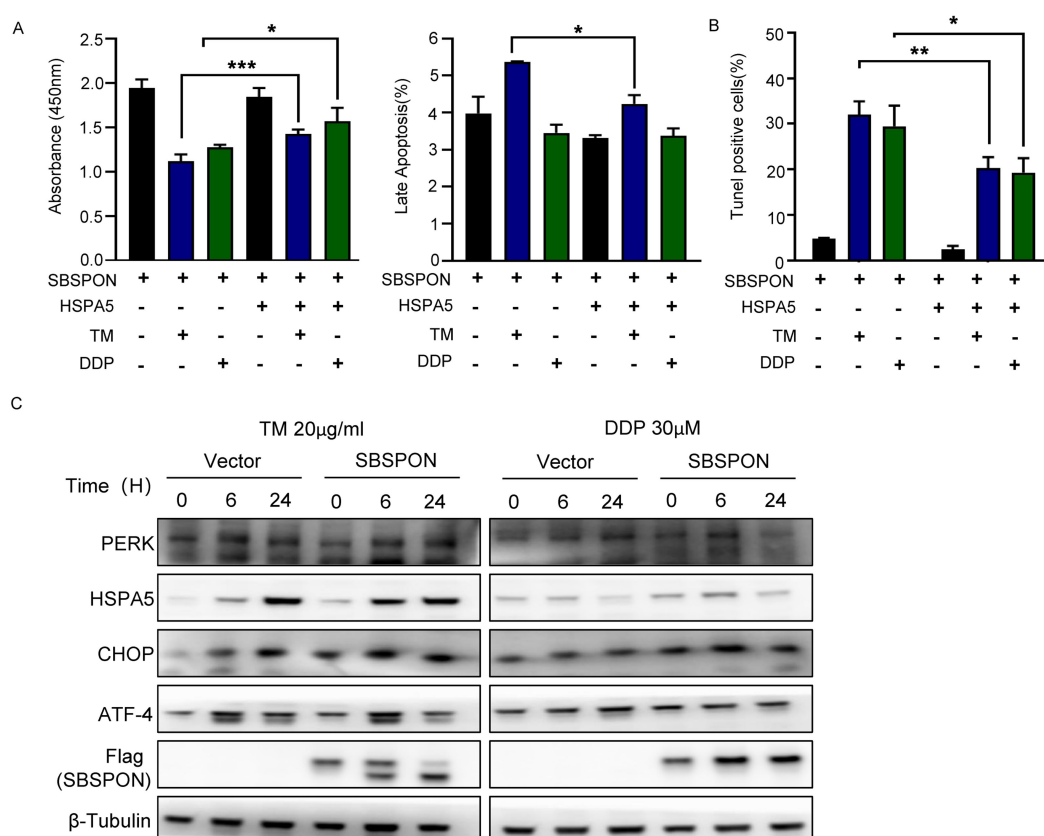 A
Absorbance (450nm)
2.5
2.0
1.5
1.0
0.5
0.0
*
***
SBSPON + + + + + +
HSPA5 - - - + + +
TM - + - - + -
DDP - - + - - +
Late Apoptosis(%)
6
5
4
3
2
1
0
*
SBSPON + + + + + +
HSPA5 - - - + + +
TM - + - - + -
DDP - - + - - +
B
Tunel positive cells(%)
50
40
30
20
10
0
*
**
SBSPON + + + + + +
HSPA5 - - - + + +
TM - + - - + -
DDP - - + - - +
C
TM 20μg/ml DDP 30μM
Vector SBSPON Vector SBSPON
Time (H) 0 6 24 0 6 24 0 6 24 0 6 24
PERK
HSPA5
CHOP
ATF-4
Flag
(SBSPON)
β-Tubulin